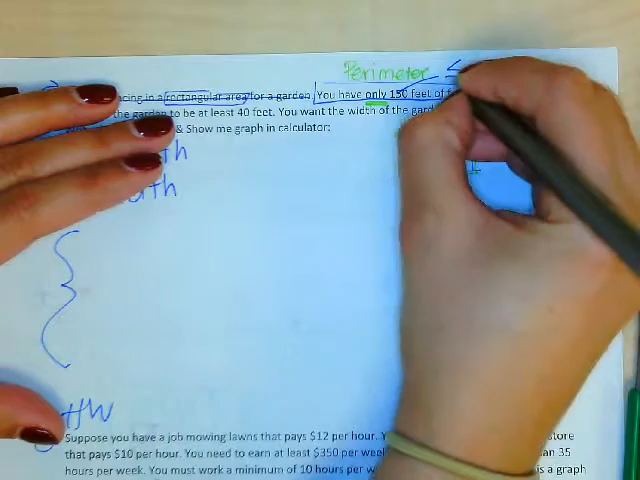 Perimeter ≤
cing in a rectangular area for a garden. You have only 150 feet of
the garden to be at least 40 feet. You want the width of the gard
& Show me graph in calculator:
th
dth
HW
Suppose you have a job mowing lawns that pays $12 per hour. store
that pays $10 per hour. You need to earn at least $350 per week an 35
hours per week. You must work a minimum of 10 hours per w is a graph